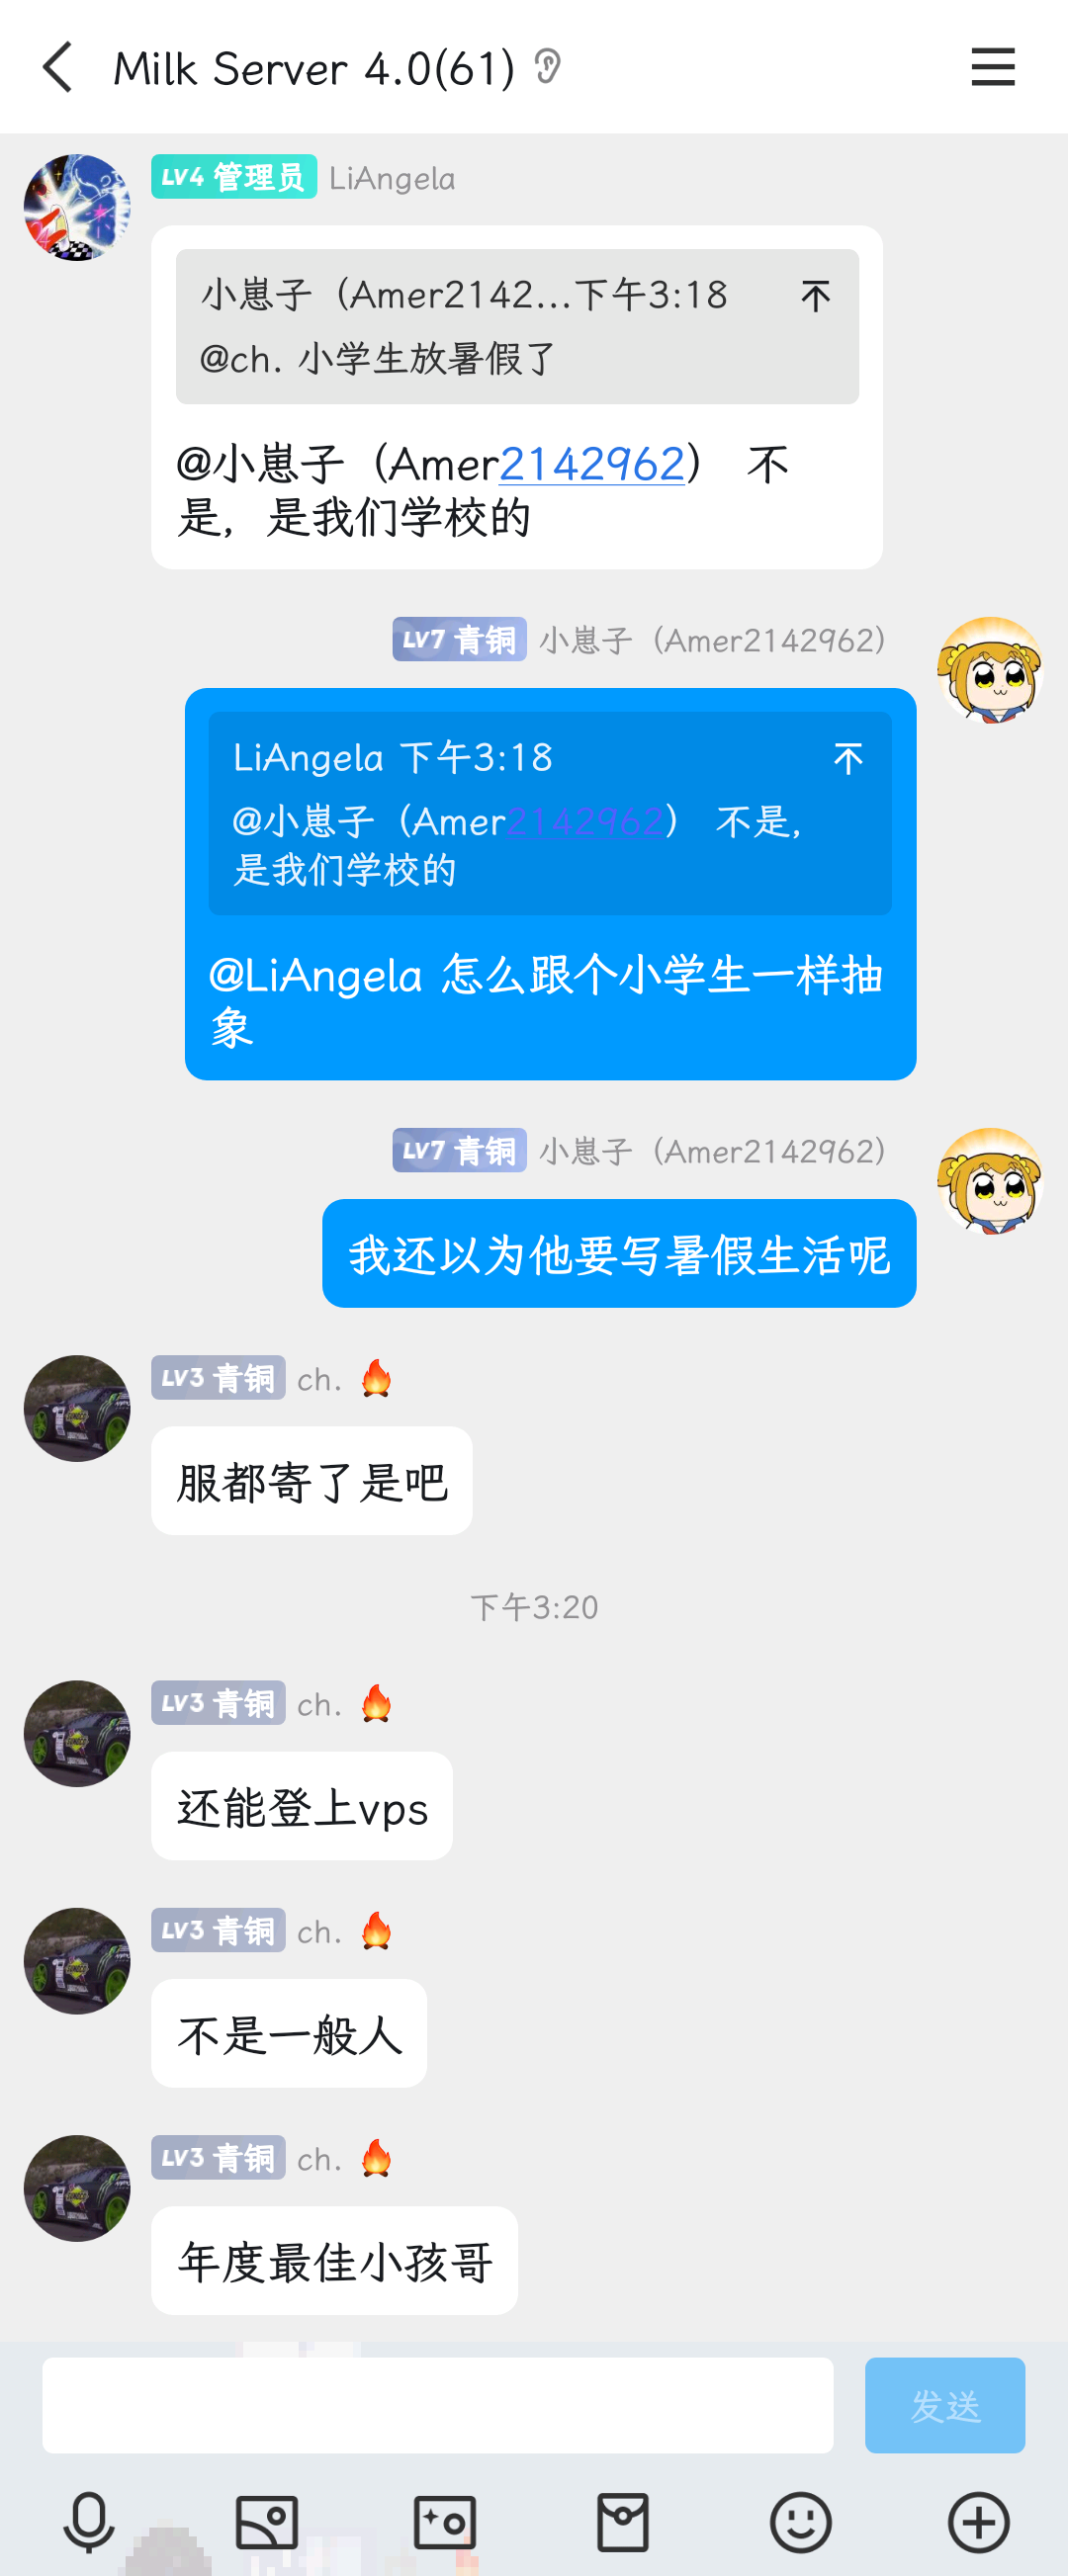 Milk Server 4.0(61)
LV4 管理员 LiAngela
小崽子（Amer2142...下午3:18
@ch. 小学生放暑假了
@小崽子（Amer2142962） 不
是，是我们学校的
LV7 青铜 小崽子（Amer2142962）
LiAngela 下午3:18
@小崽子（Amer2142962） 不是，
是我们学校的
@LiAngela 怎么跟个小学生一样抽
象
LV7 青铜 小崽子（Amer2142962）
我还以为他要写暑假生活呢
LV3 青铜 ch. 🔥
服都寄了是吧
下午3:20
LV3 青铜 ch. 🔥
还能登上vps
LV3 青铜 ch. 🔥
不是一般人
LV3 青铜 ch. 🔥
年度最佳小孩哥
发送